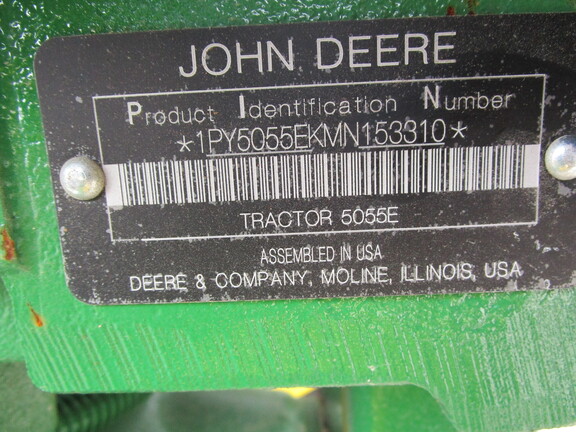 JOHN DEERE
Product Identification Number
*1PY5055EKMN153310*
TRACTOR 5055E
ASSEMBLED IN USA
DEERE & COMPANY, MOLINE, ILLINOIS, USA